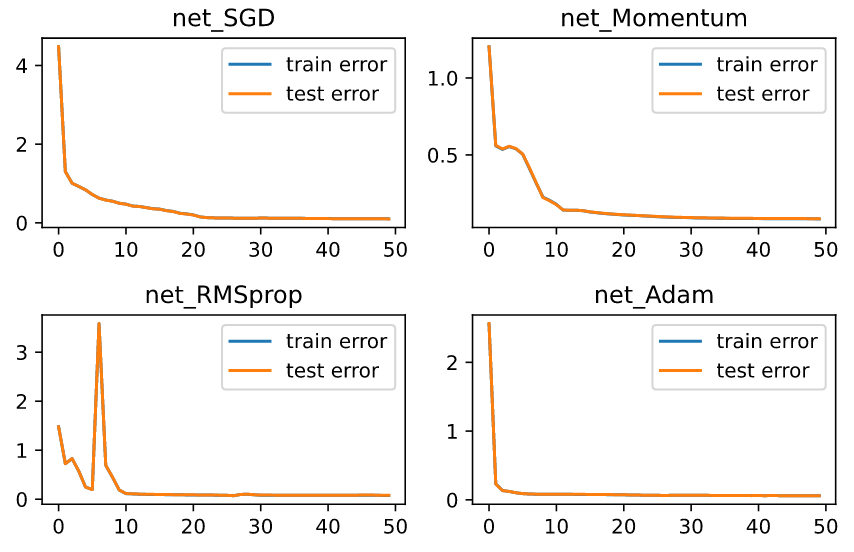 net_SGD
train error
test error
4
2
0
0 10 20 30 40 50
net_Momentum
train error
test error
1.0
0.5
0 10 20 30 40 50
net_RMSprop
train error
test error
3
2
1
0
0 10 20 30 40 50
net_Adam
train error
test error
2
1
0
0 10 20 30 40 50